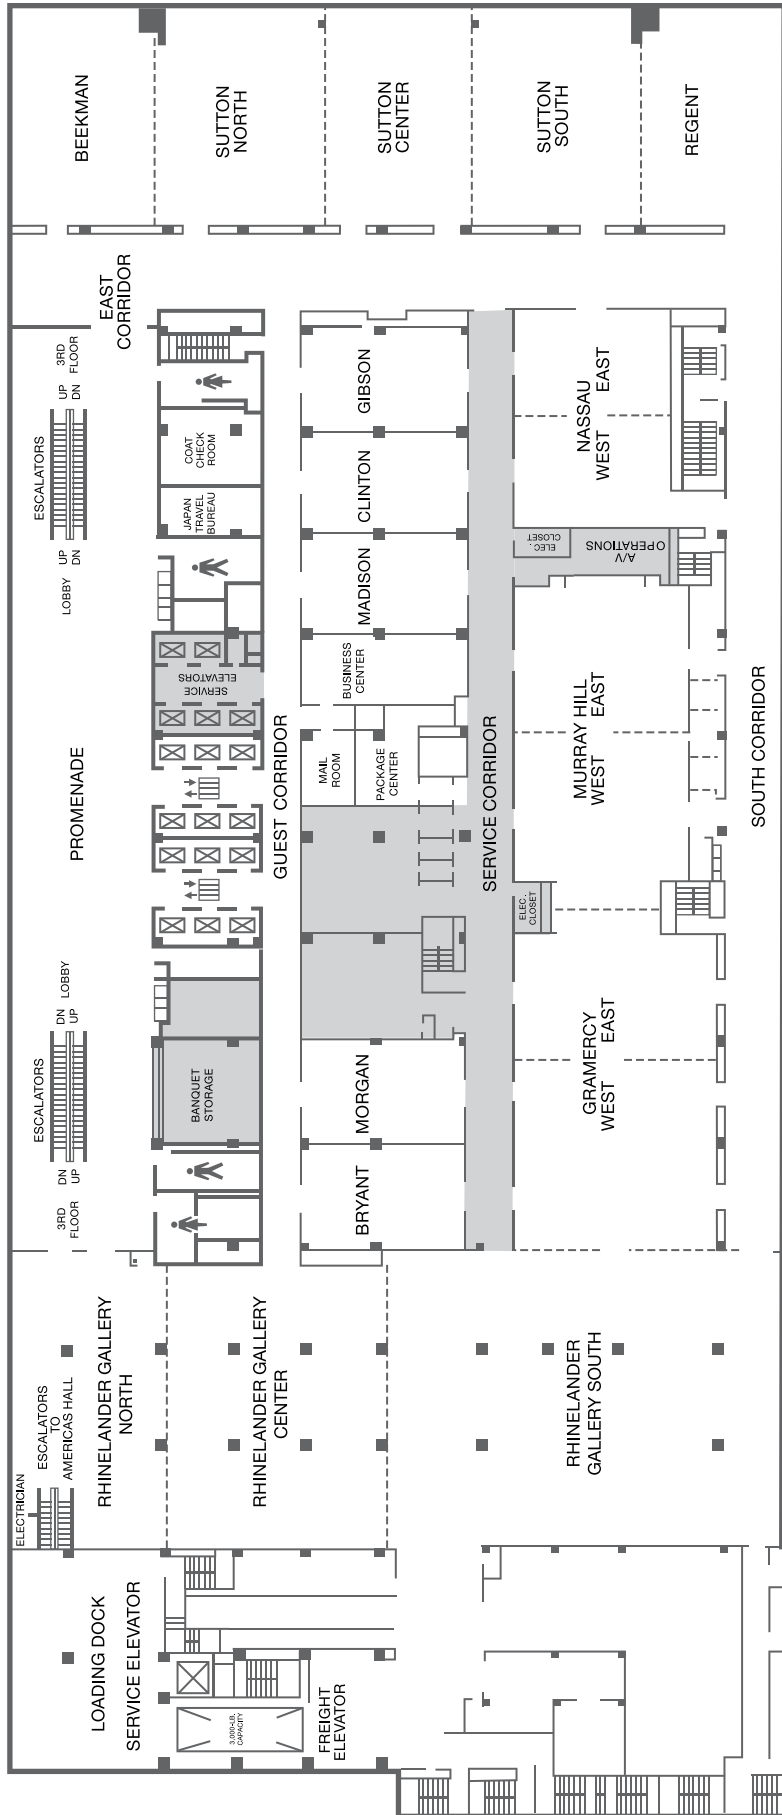 BEEKMAN
SUTTON
NORTH
SUTTON
CENTER
SUTTON
SOUTH
REGENT
EAST
CORRIDOR
3RD
FLOOR
UP
DN
ESCALATORS
UP
DN
LOBBY
COAT
CHECK
ROOM
JAPAN
TRAVEL
BUREAU
GIBSON
CLINTON
MADISON
BUSINESS
CENTER
NASSAU
WEST
EAST
ELEC.
CLOSET
A/V
OPERATIONS
SERVICE
ELEVATORS
PROMENADE
GUEST CORRIDOR
MAIL
ROOM
PACKAGE
CENTER
SERVICE CORRIDOR
MURRAY HILL
WEST
EAST
SOUTH CORRIDOR
ELEC.
CLOSET
LOBBY
DN
UP
ESCALATORS
DN
UP
3RD
FLOOR
BANQUET
STORAGE
MORGAN
BRYANT
GRAMERCY
WEST
EAST
RHINELANDER GALLERY
NORTH
RHINELANDER GALLERY
CENTER
RHINELANDER
GALLERY SOUTH
ESCALATORS
TO
AMERICAS HALL
ELECTRICIAN
LOADING DOCK
SERVICE ELEVATOR
3,000-LB.
CAPACITY
FREIGHT
ELEVATOR